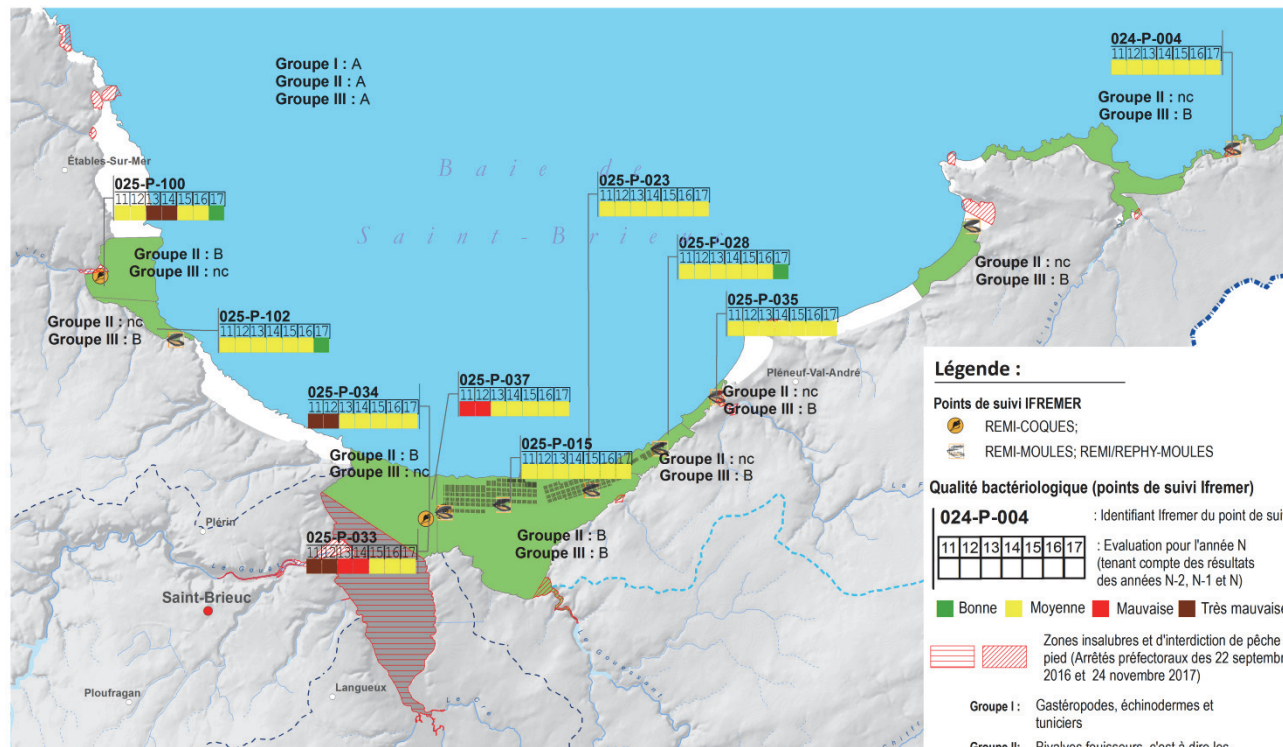 Groupe I : A
Groupe II : A
Groupe III : A
024-P-004
11 12 13 14 15 16 17
Groupe II : nc
Groupe III : B
Étables-Sur-Mer
Baie de
Saint-Brieuc
025-P-100
11 12 13 14 15 16 17
Groupe II : B
Groupe III : nc
025-P-023
11 12 13 14 15 16 17
025-P-028
11 12 13 14 15 16 17
Groupe II : nc
Groupe III : B
025-P-035
11 12 13 14 15 16 17
Groupe II : nc
Groupe III : B
025-P-102
11 12 13 14 15 16 17
Pléneuf-Val-André
Groupe II : nc
Groupe III : B
025-P-034
11 12 13 14 15 16 17
025-P-037
11 12 13 14 15 16 17
025-P-015
11 12 13 14 15 16 17
Groupe II : B
Groupe III : nc
Groupe II : nc
Groupe III : B
Plérin
Le Gouët
025-P-033
11 12 13 14 15 16 17
Groupe II : B
Groupe III : B
Saint-Brieuc
Ploufragan
Langueux
Légende :
Points de suivi IFREMER
REMI-COQUES;
REMI-MOULES; REMI/REPHY-MOULES
Qualité bactériologique (points de suivi Ifremer)
024-P-004 : Identifiant Ifremer du point de sui
11 12 13 14 15 16 17 : Evaluation pour l'année N
(tenant compte des résultats
des années N-2, N-1 et N)
Bonne Moyenne Mauvaise Très mauvaise
Zones insalubres et d'interdiction de pêche
pied (Arrêtés préfectoraux des 22 septembr
2016 et 24 novembre 2017)
Groupe I : Gastéropodes, échinodermes et
tuniciers
Groupe II: Bivalves fouisseurs, c'est à dire les